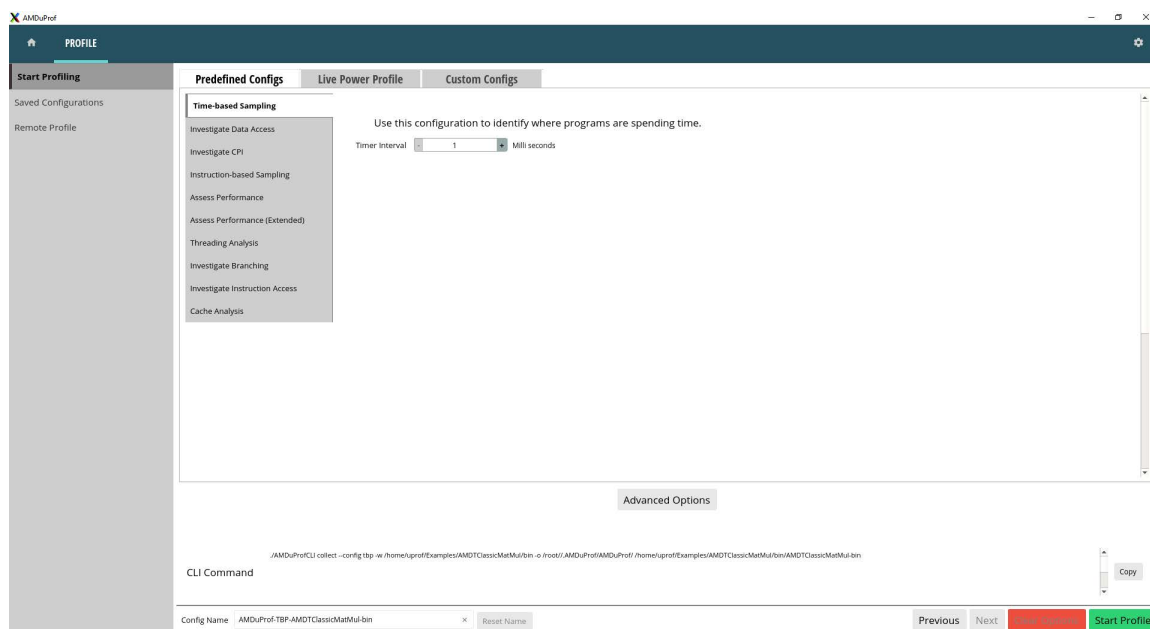 AMDuProf
PROFILE
Start Profiling
Saved Configurations
Remote Profile
Predefined Configs
Live Power Profile
Custom Configs
Time-based Sampling
Investigate Data Access
Investigate CPI
Instruction-based Sampling
Assess Performance
Assess Performance (Extended)
Threading Analysis
Investigate Branching
Investigate Instruction Access
Cache Analysis
Use this configuration to identify where programs are spending time.
Timer Interval - 1 + Milli seconds
Advanced Options
./AMDuProfCLI collect --config tbp -w /home/uprof/Examples/AMDTClassicMatMul/bin -o /root//.AMDuProf/AMDuProf/ /home/uprof/Examples/AMDTClassicMatMul/bin/AMDTClassicMatMul-bin
CLI Command
Copy
Config Name AMDuProf-TBP-AMDTClassicMatMul-bin × Reset Name
Previous Next Start Profile